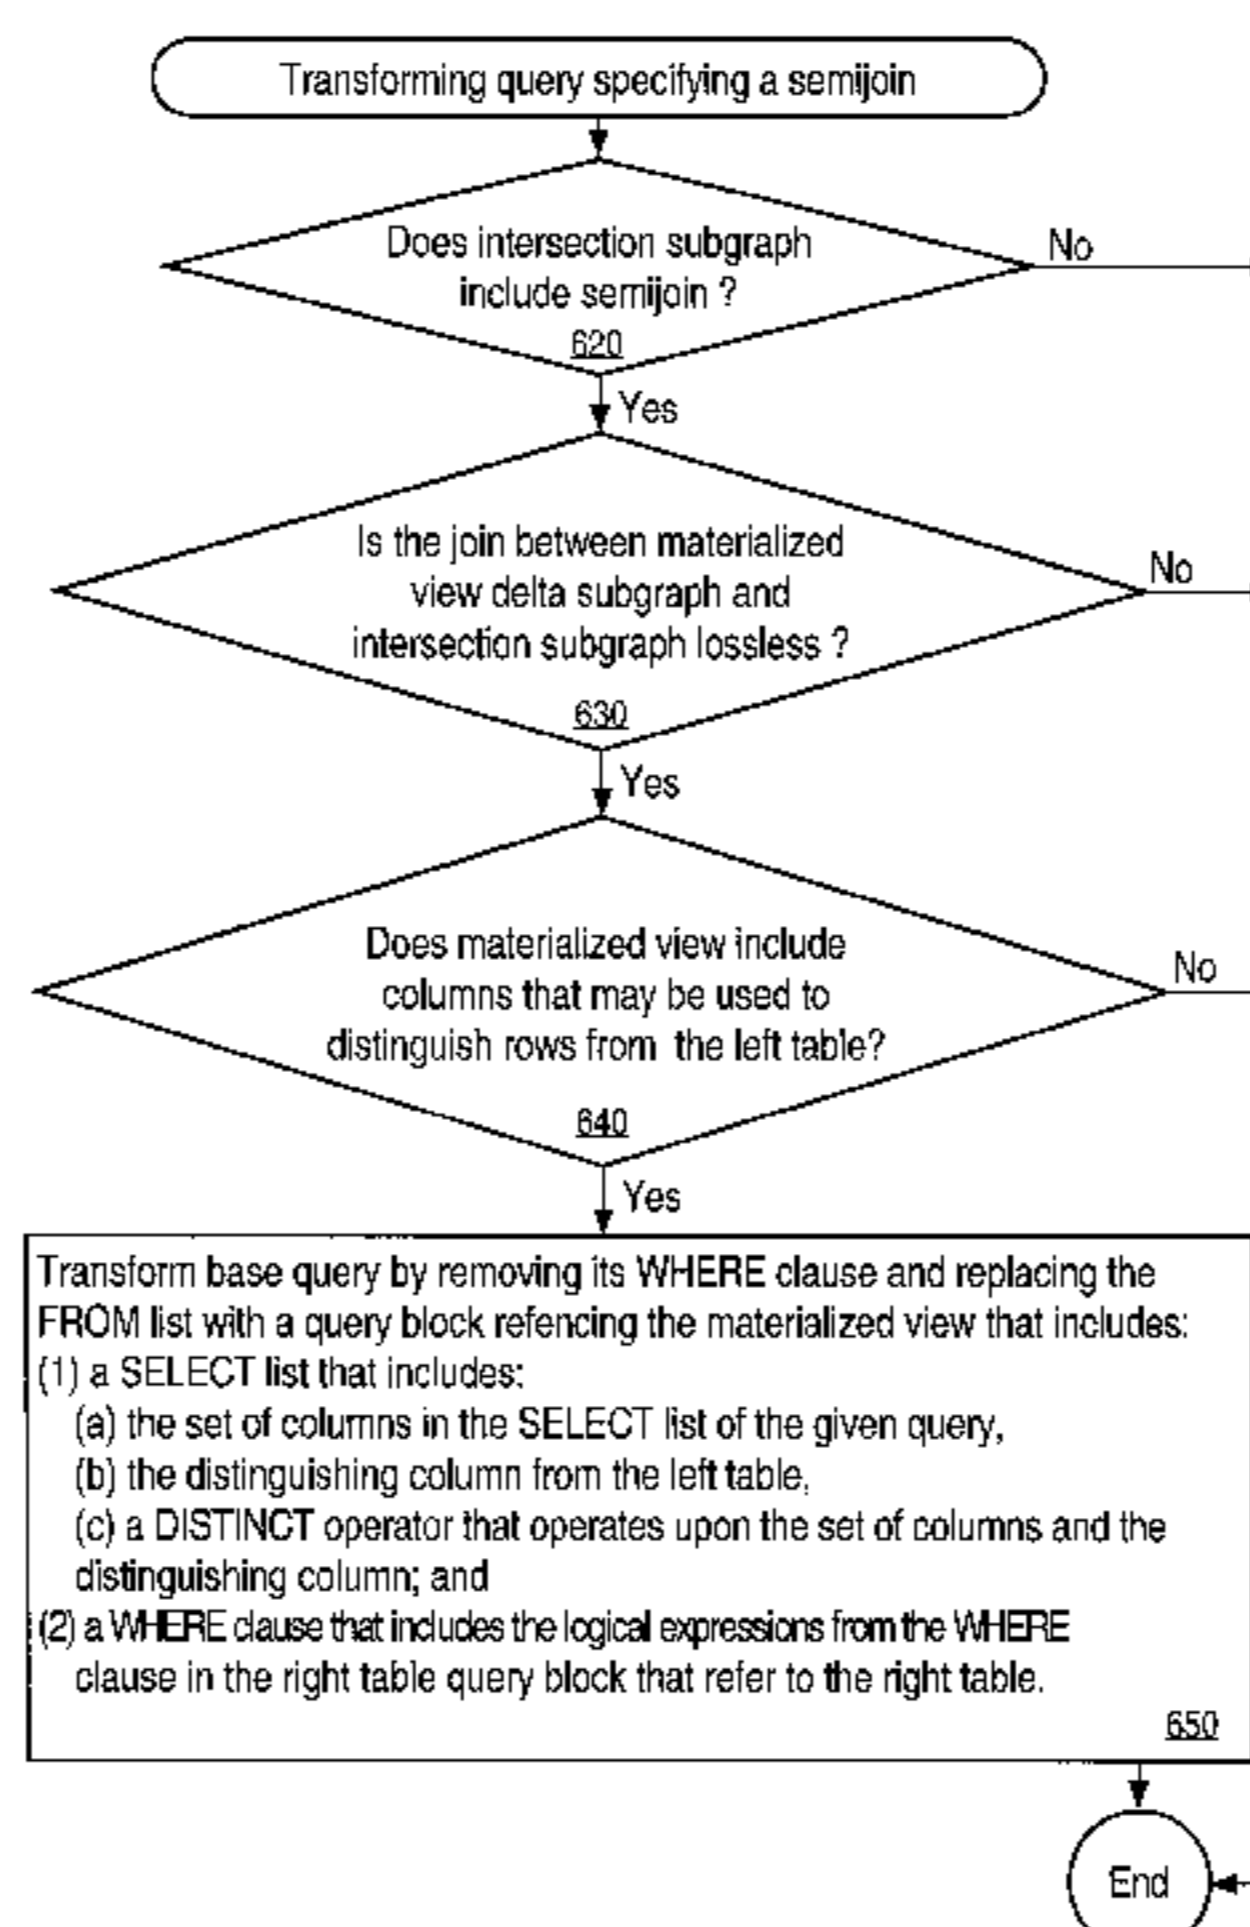 Transforming query specifying a semijoin
Does intersection subgraph
No
include semijoin ?
620
Yes
Is the join between materialized
No
view delta subgraph and
intersection subgraph lossless ?
630
Yes
Does materialized view include
No
columns that may be used to
distinguish rows from the left table?
640
Yes
Transform base query by removing its WHERE clause and replacing the
FROM list with a query block refencing the materialized view that includes:
(1) a SELECT list that includes:
(a) the set of columns in the SELECT list of the given query,
(b) the distinguishing column from the left table,
(c) a DISTINCT operator that operates upon the set of columns and the
distinguishing column; and
(2) a WHERE clause that includes the logical expressions from the WHERE
clause in the right table query block that refer to the right table.
650
End